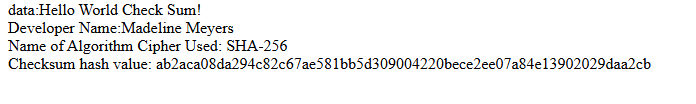 data:Hello World Check Sum!
Developer Name:Madeline Meyers
Name of Algorithm Cipher Used: SHA-256
Checksum hash value: ab2aca08da294c82c67ae581bb5d309004220bece2ee07a84e13902029daa2cb